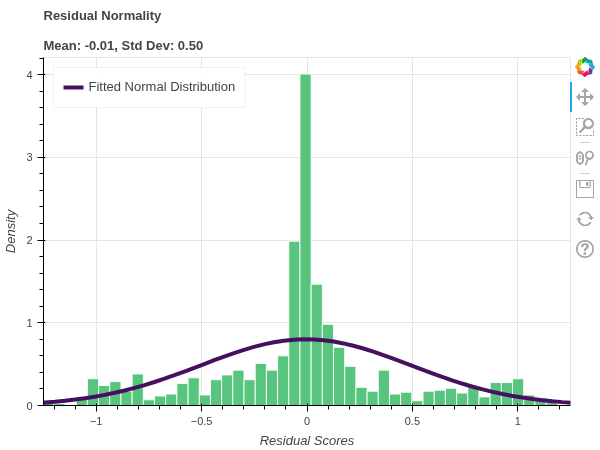 Residual Normality
Mean: -0.01, Std Dev: 0.50
Fitted Normal Distribution
4
3
2
1
0
Density
−1
−0.5
0
0.5
1
Residual Scores